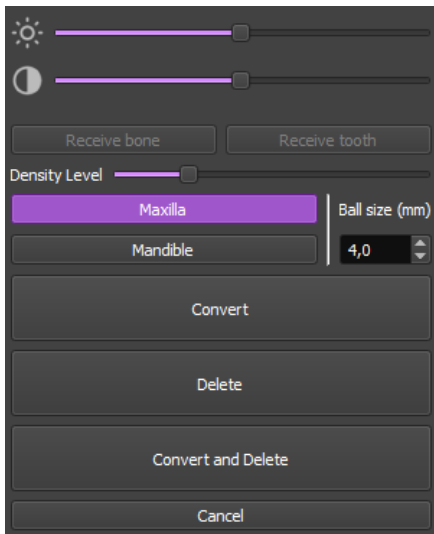 Receive bone Receive tooth
Density Level
Maxilla Ball size (mm)
Mandible 4,0
Convert
Delete
Convert and Delete
Cancel